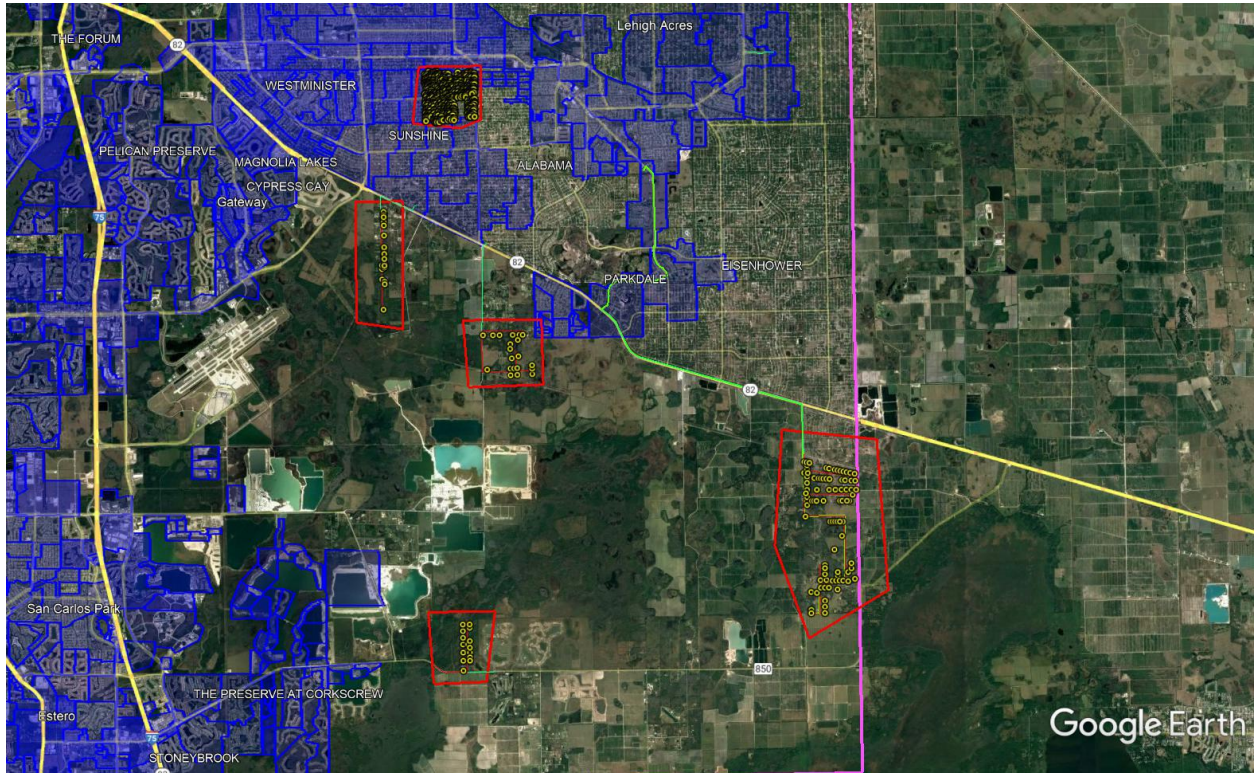 Lehigh Acres
THE FORUM
82
WESTMINISTER
SUNSHINE
PELICAN PRESERVE
MAGNOLIA LAKES
ALABAMA
CYPRESS CAY
Gateway
75
82
EISENHOWER
PARKDALE
82
San Carlos Park
850
THE PRESERVE AT CORKSCREW
Estero
Google Earth
75
STONEYBROOK